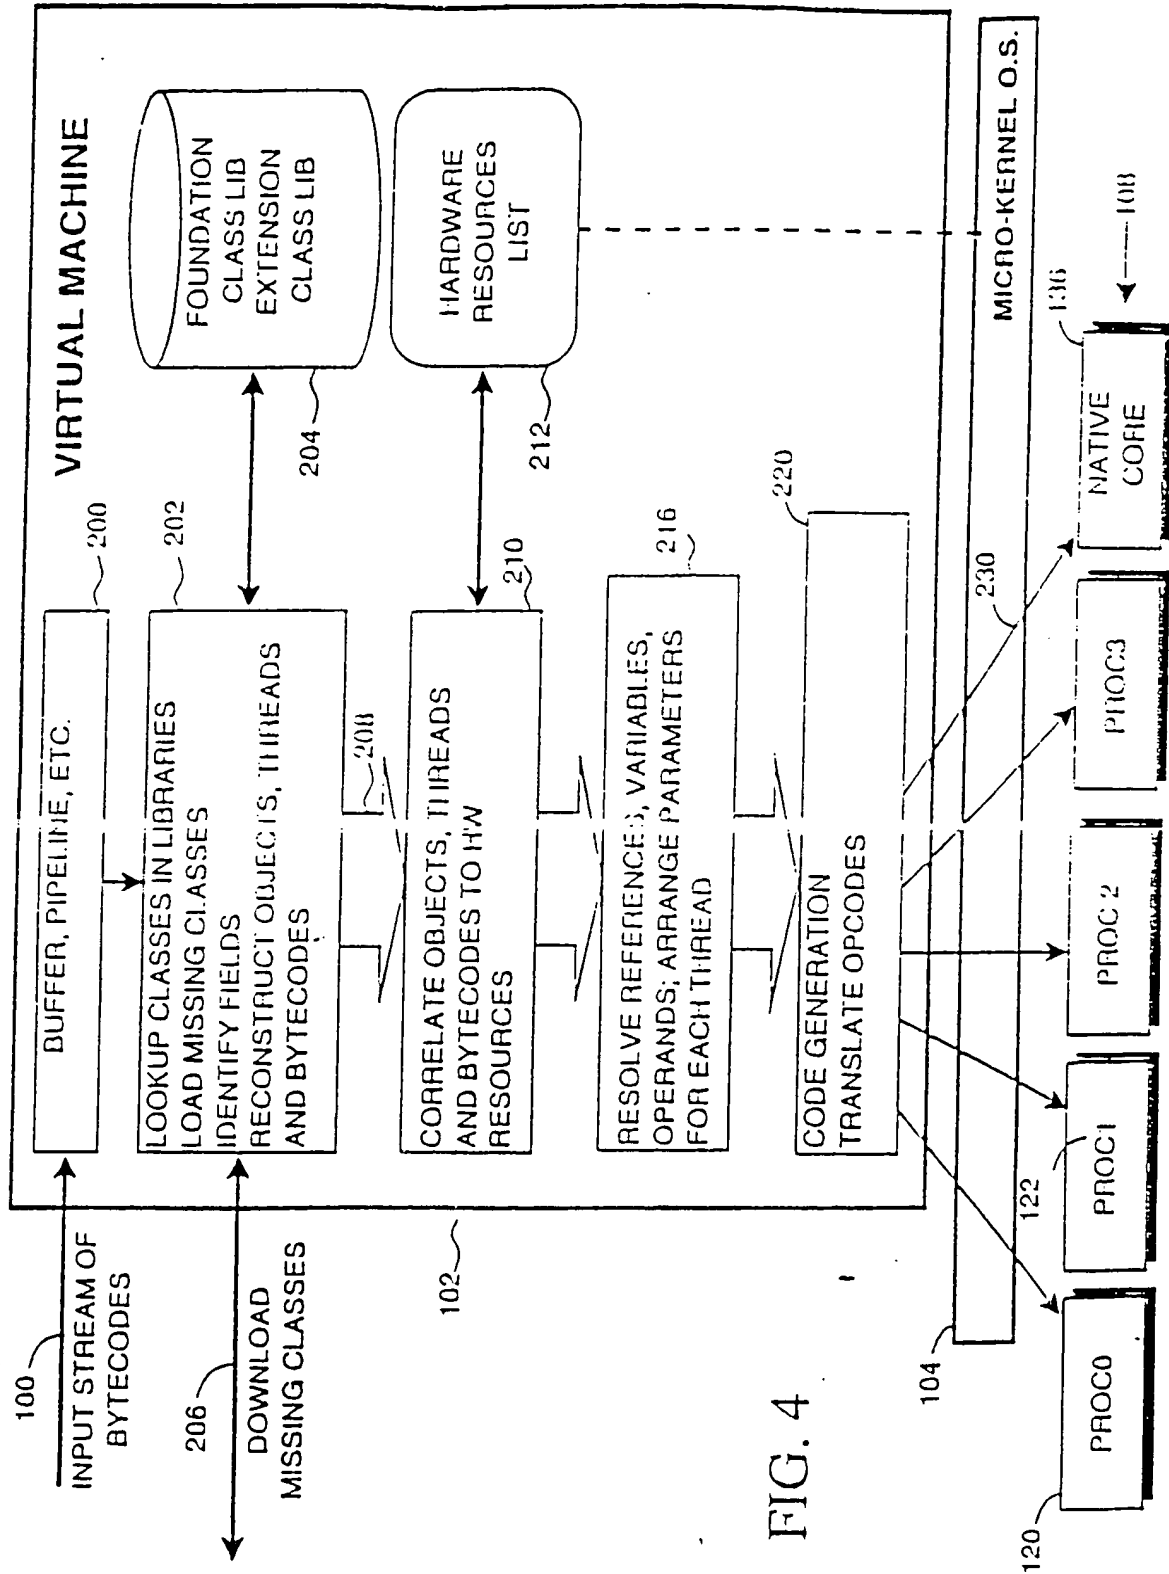 VIRTUAL MACHINE
100
INPUT STREAM OF
BYTECODES
BUFFER, PIPELINE, ETC.
200
206
DOWNLOAD
MISSING CLASSES
LOOKUP CLASSES IN LIBRARIES
LOAD MISSING CLASSES
IDENTIFY FIELDS
RECONSTRUCT OBJECTS, THREADS
AND BYTECODES
202
FOUNDATION
CLASS LIB
EXTENSION
CLASS LIB
204
208
CORRELATE OBJECTS, THREADS
AND BYTECODES TO HW
RESOURCES
210
HARDWARE
RESOURCES
LIST
212
102
RESOLVE REFERENCES, VARIABLES,
OPERANDS; ARRANGE PARAMETERS
FOR EACH THREAD
216
CODE GENERATION
TRANSLATE OPCODES
220
104
230
MICRO-KERNEL O.S.
120
PROC0
122
PROC1
PROC 2
PROC3
NATIVE
CORE
136
108
FIG. 4